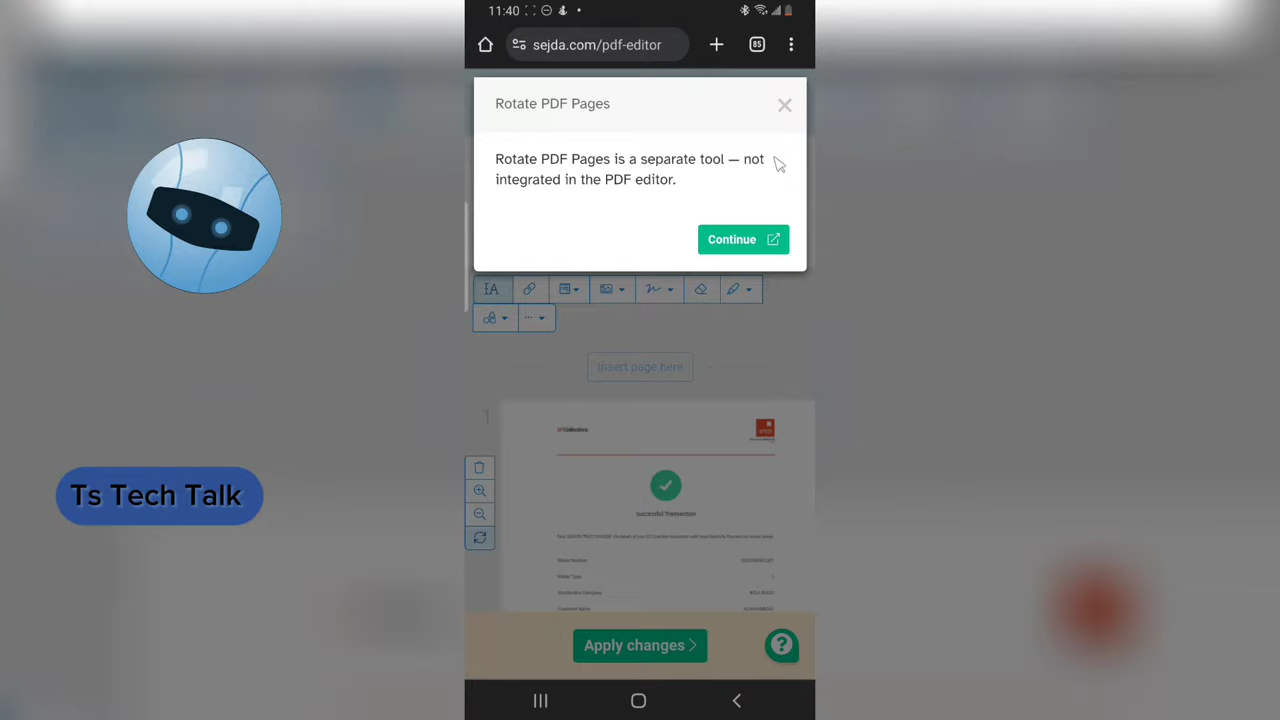 11:40
sejda.com/pdf-editor
85
Rotate PDF Pages
Rotate PDF Pages is a separate tool — not
integrated in the PDF editor.
Continue
Insert page here
1
Successful Transaction
Apply changes
Ts Tech Talk